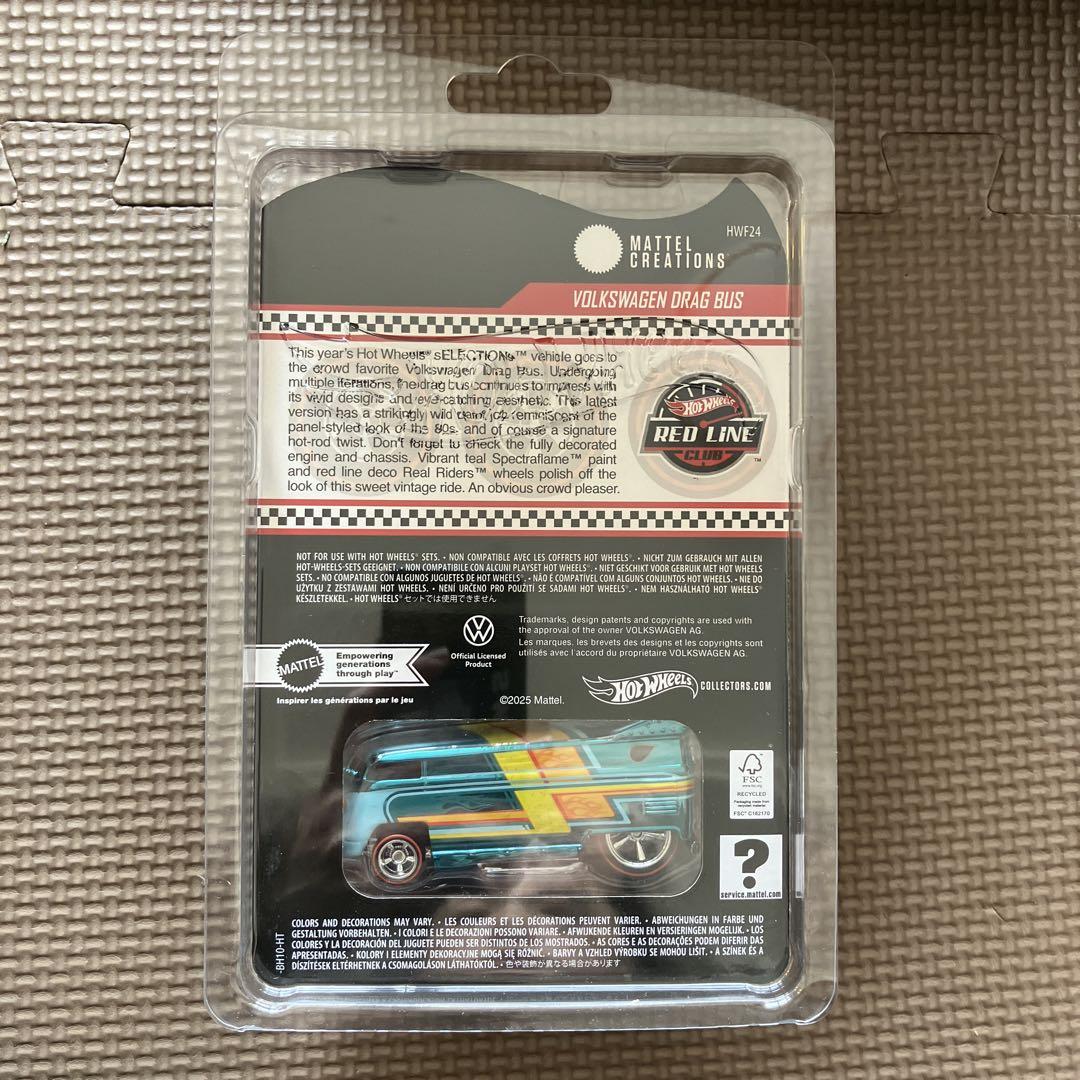 HWF24
MATTEL
CREATIONS
VOLKSWAGEN DRAG BUS
This year's Hot Wheels™ sELECTIONs™ vehicle goes to
the crowd favorite Volkswagen Drag Bus. Undergoing
multiple iterations, the drag bus continues to impress with
its vivid designs and eye-catching aesthetic. This latest
version has a strikingly wild paint job reminiscent of the
panel-styled look of the 80s, and of course a signature
hot-rod twist. Don't forget to check the fully decorated
engine and chassis. Vibrant teal Spectraflame™ paint
and red line deco Real Riders™ wheels polish off the
look of this sweet vintage ride. An obvious crowd pleaser.
Hot Wheels
RED LINE
CLUB™
NOT FOR USE WITH HOT WHEELS® SETS. • NON COMPATIBLE AVEC LES COFFRETS HOT WHEELS®. • NICHT ZUM GEBRAUCH MIT ALLEN
HOT-WHEELS-SETS GEEIGNET. • NON COMPATIBILE CON ALCUNI PLAYSET HOT WHEELS®. • NIET GESCHIKT VOOR GEBRUIK MET HOT WHEELS
SETS. • NO COMPATIBLE CON ALGUNOS JUGUETES DE HOT WHEELS®. • NÃO É COMPATÍVEL COM ALGUNS CONJUNTOS HOT WHEELS. • NIE DO
UŻYTKU Z ZESTAWAMI HOT WHEELS. • NENÍ URČENO PRO POUŽITÍ SE SADAMI HOT WHEELS®. • NEM HASZNÁLHATÓ HOT WHEELS®
KÉSZLETEKKEL. • HOT WHEELS® セットでは使用できません
Trademarks, design patents and copyrights are used with
the approval of the owner VOLKSWAGEN AG.
Les marques, les brevets des designs et les copyrights sont
utilisés avec l'accord du propriétaire VOLKSWAGEN AG.
Official Licensed
Product
MATTEL
Empowering
generations
through play™
Inspirer les générations par le jeu
Hot Wheels COLLECTORS.COM
©2025 Mattel.
FSC
www.fsc.org
RECYCLED
Packaging made from
recycled material
FSC® C162170
?
service.mattel.com
-BH10-HT
COLORS AND DECORATIONS MAY VARY. • LES COULEURS ET LES DÉCORATIONS PEUVENT VARIER. • ABWEICHUNGEN IN FARBE UND
GESTALTUNG VORBEHALTEN. • I COLORI E LE DECORAZIONI POSSONO VARIARE. • AFWIJKENDE KLEUREN EN VERSIERINGEN MOGELIJK. • LOS
COLORES Y LA DECORACIÓN DEL JUGUETE PUEDEN SER DISTINTOS DE LOS MOSTRADOS. • AS CORES E AS DECORAÇÕES PODEM DIFERIR DAS
APRESENTADAS. • KOLORY I ELEMENTY DEKORACYJNE MOGĄ SIĘ RÓŻNIĆ. • BARVY A VZHLED VÝROBKU SE MOHOU LIŠIT. • A SZÍNEK ÉS A
DÍSZÍTÉSEK ELTÉRHETNEK A CSOMAGOLÁSON LÁTHATÓKTÓL. • 色や装飾が異なる場合があります